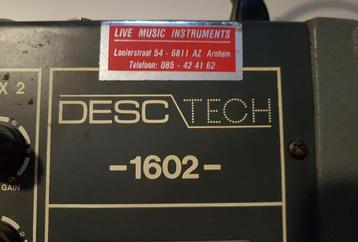 LIVE MUSIC INSTRUMENTS
Looierstraat 54 - 6811 AZ Arnhem
Telefoon: 085 - 42 41 62
X 2
DESC TECH
-1602-
GAIN